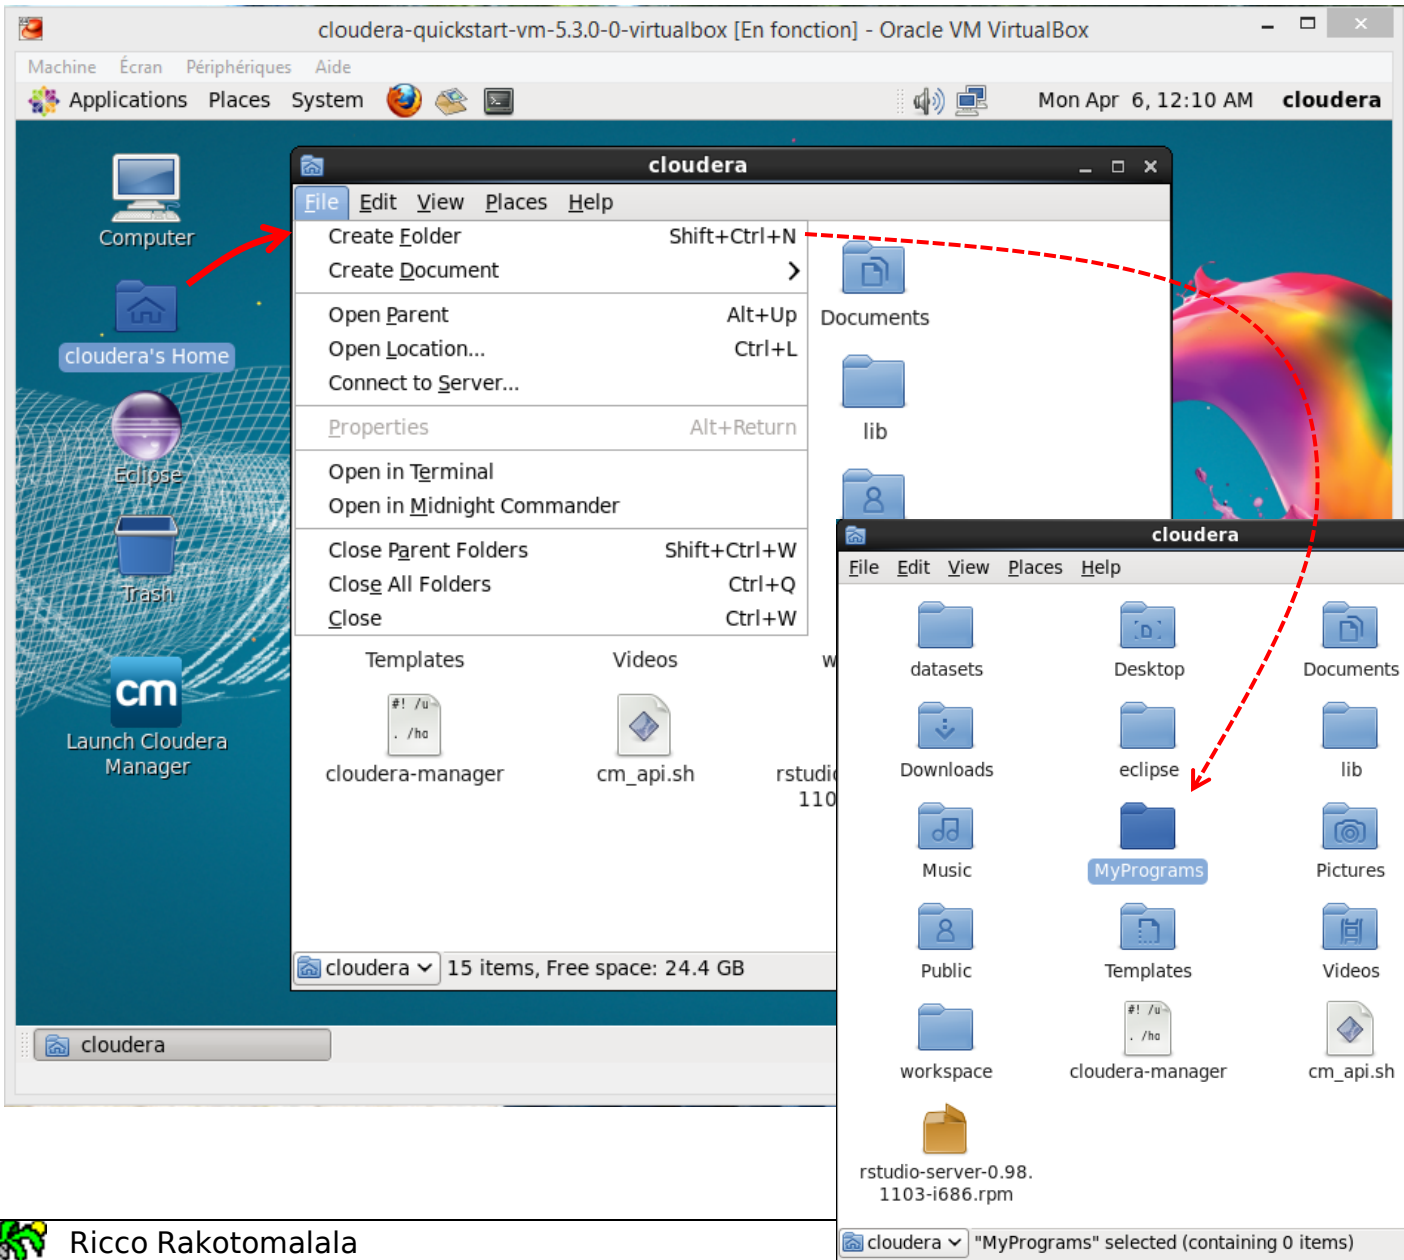 cloudera-quickstart-vm-5.3.0-0-virtualbox [En fonction] - Oracle VM VirtualBox
Machine Écran Périphériques Aide
Applications Places System Mon Apr 6, 12:10 AM cloudera
Computer
cloudera's Home
Eclipse
Trash
cm
Launch Cloudera
Manager
cloudera
File Edit View Places Help
Create Folder Shift+Ctrl+N
Create Document
Open Parent Alt+Up
Open Location... Ctrl+L
Connect to Server...
Properties Alt+Return
Open in Terminal
Open in Midnight Commander
Close Parent Folders Shift+Ctrl+W
Close All Folders Ctrl+Q
Close Ctrl+W
Documents
lib
Templates Videos w
#! /u
. /ho
cloudera-manager cm_api.sh rstudio
110
cloudera 15 items, Free space: 24.4 GB
cloudera
cloudera
File Edit View Places Help
datasets Desktop Documents
Downloads eclipse lib
Music MyPrograms Pictures
Public Templates Videos
#! /u
. /ho
workspace cloudera-manager cm_api.sh
rstudio-server-0.98.
1103-i686.rpm
cloudera "MyPrograms" selected (containing 0 items)
Ricco Rakotomalala